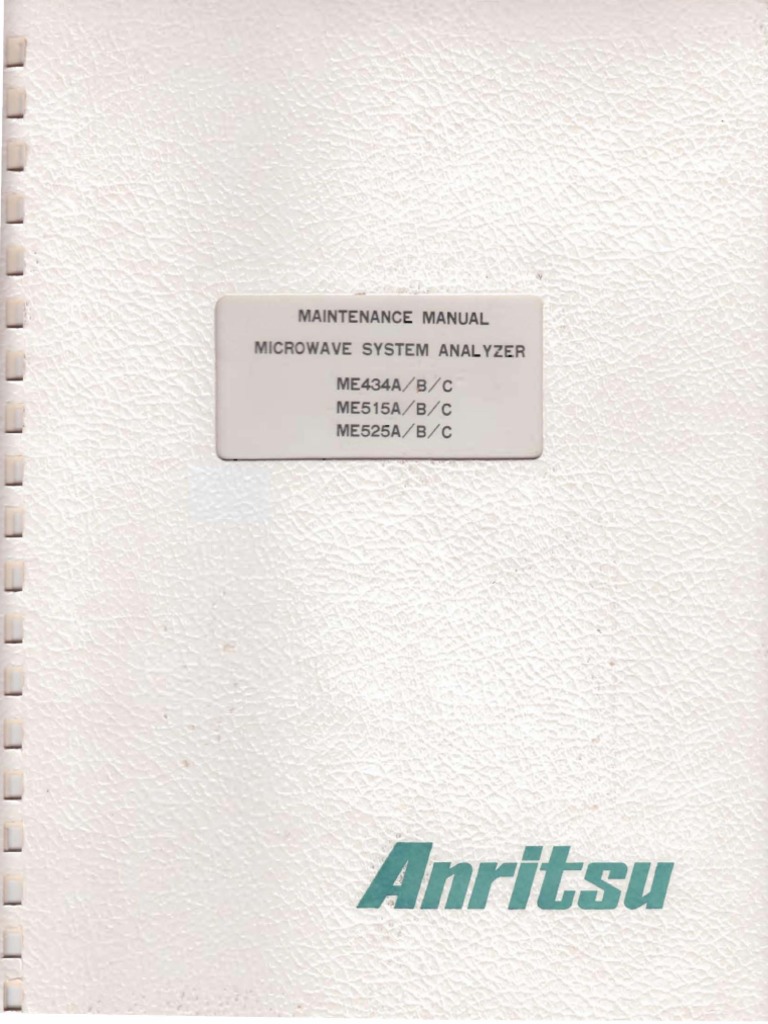 MAINTENANCE MANUAL
MICROWAVE SYSTEM ANALYZER
ME434A/B/C
ME515A/B/C
ME525A/B/C
Anritsu